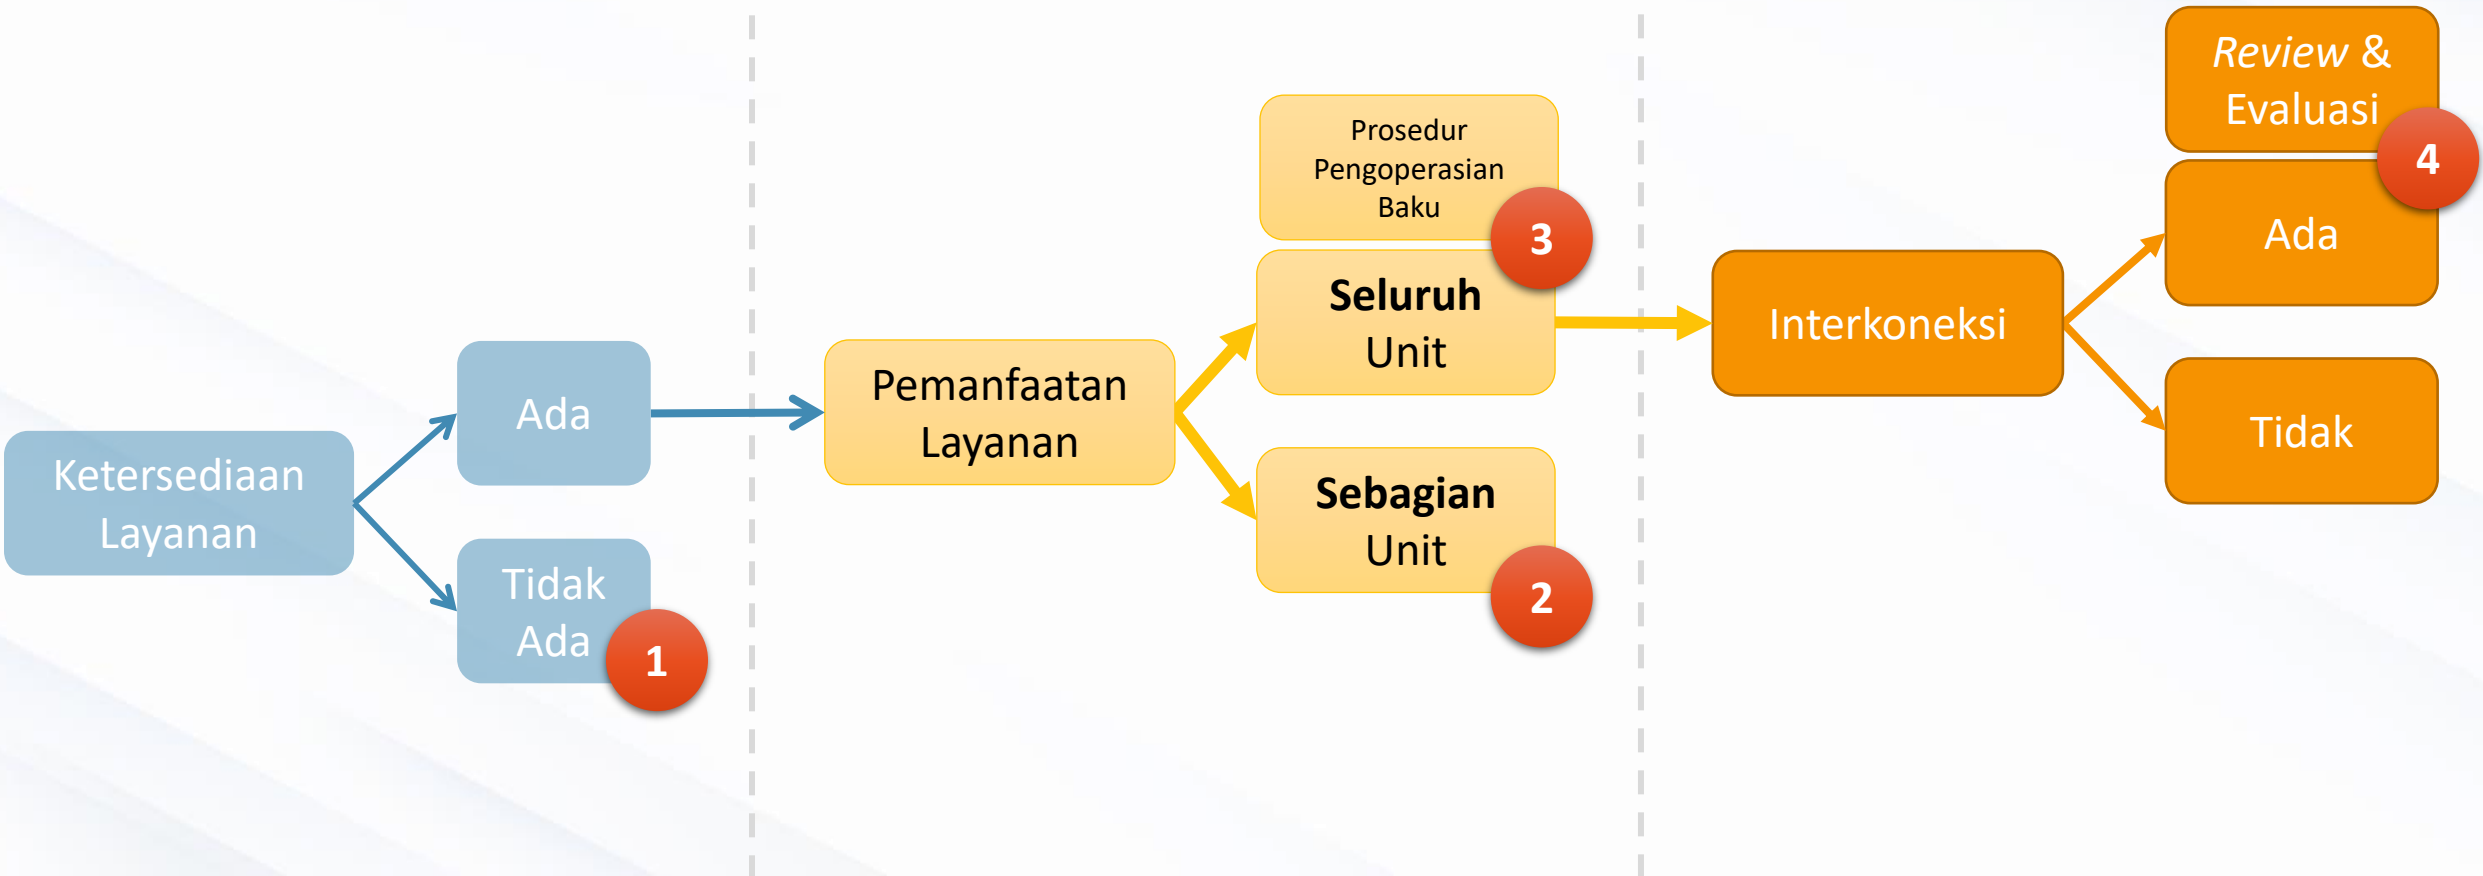 Ketersediaan
Layanan
Ada
Tidak
Ada
1
Pemanfaatan
Layanan
Prosedur
Pengoperasian
Baku
3
Seluruh
Unit
Sebagian
Unit
2
Interkoneksi
Review &
Evaluasi
4
Ada
Tidak